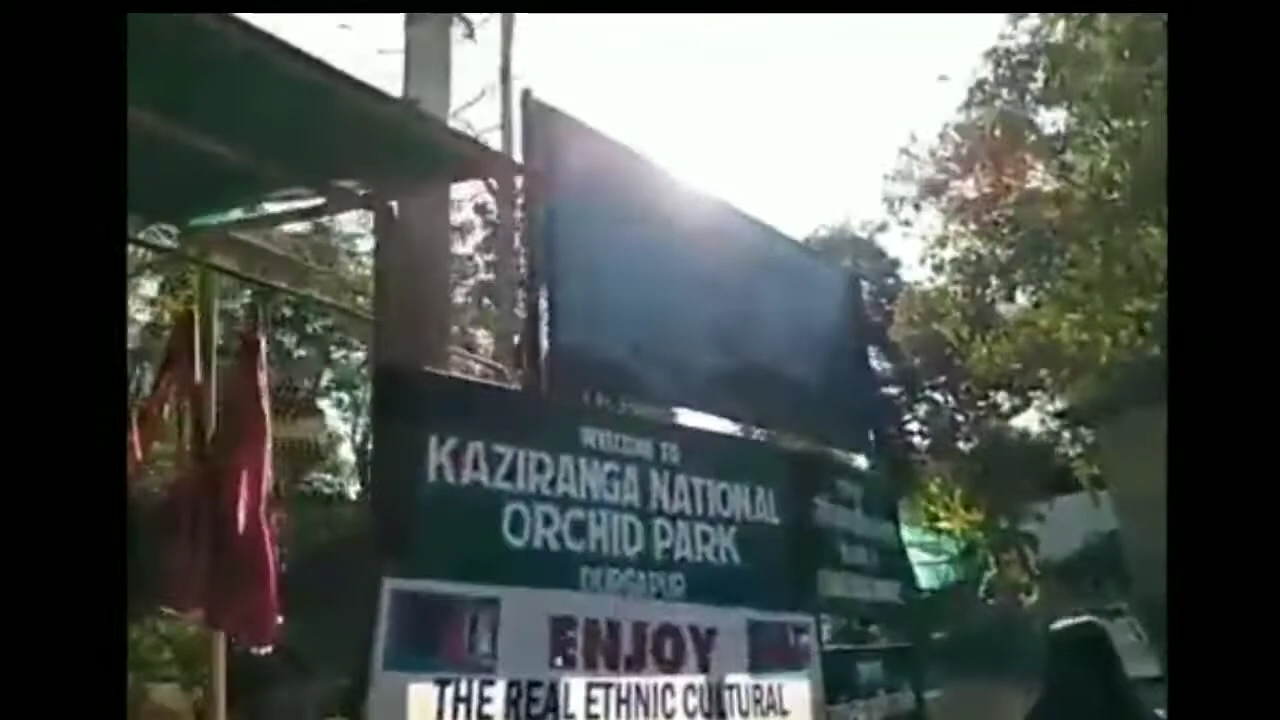 WELCOME TO
KAZIRANGA NATIONAL
ORCHID PARK
DURGAPUR
ENJOY
THE REAL ETHNIC CULTURAL